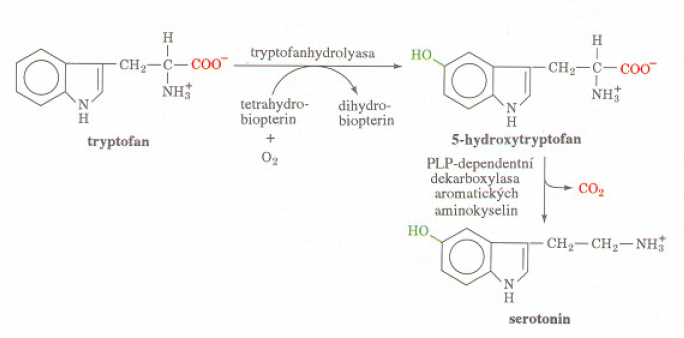 H
CH₂—C—COO⁻
NH₃⁺
N
H
tryptofan
tryptofanhydrolyasa
tetrahydro-
biopterin
+
O₂
dihydro-
biopterin
HO
H
CH₂—C—COO⁻
NH₃⁺
N
H
5-hydroxytryptofan
PLP-dependentní
dekarboxylasa
aromatických
aminokyselin
CO₂
HO
CH₂—CH₂—NH₃⁺
N
H
serotonin